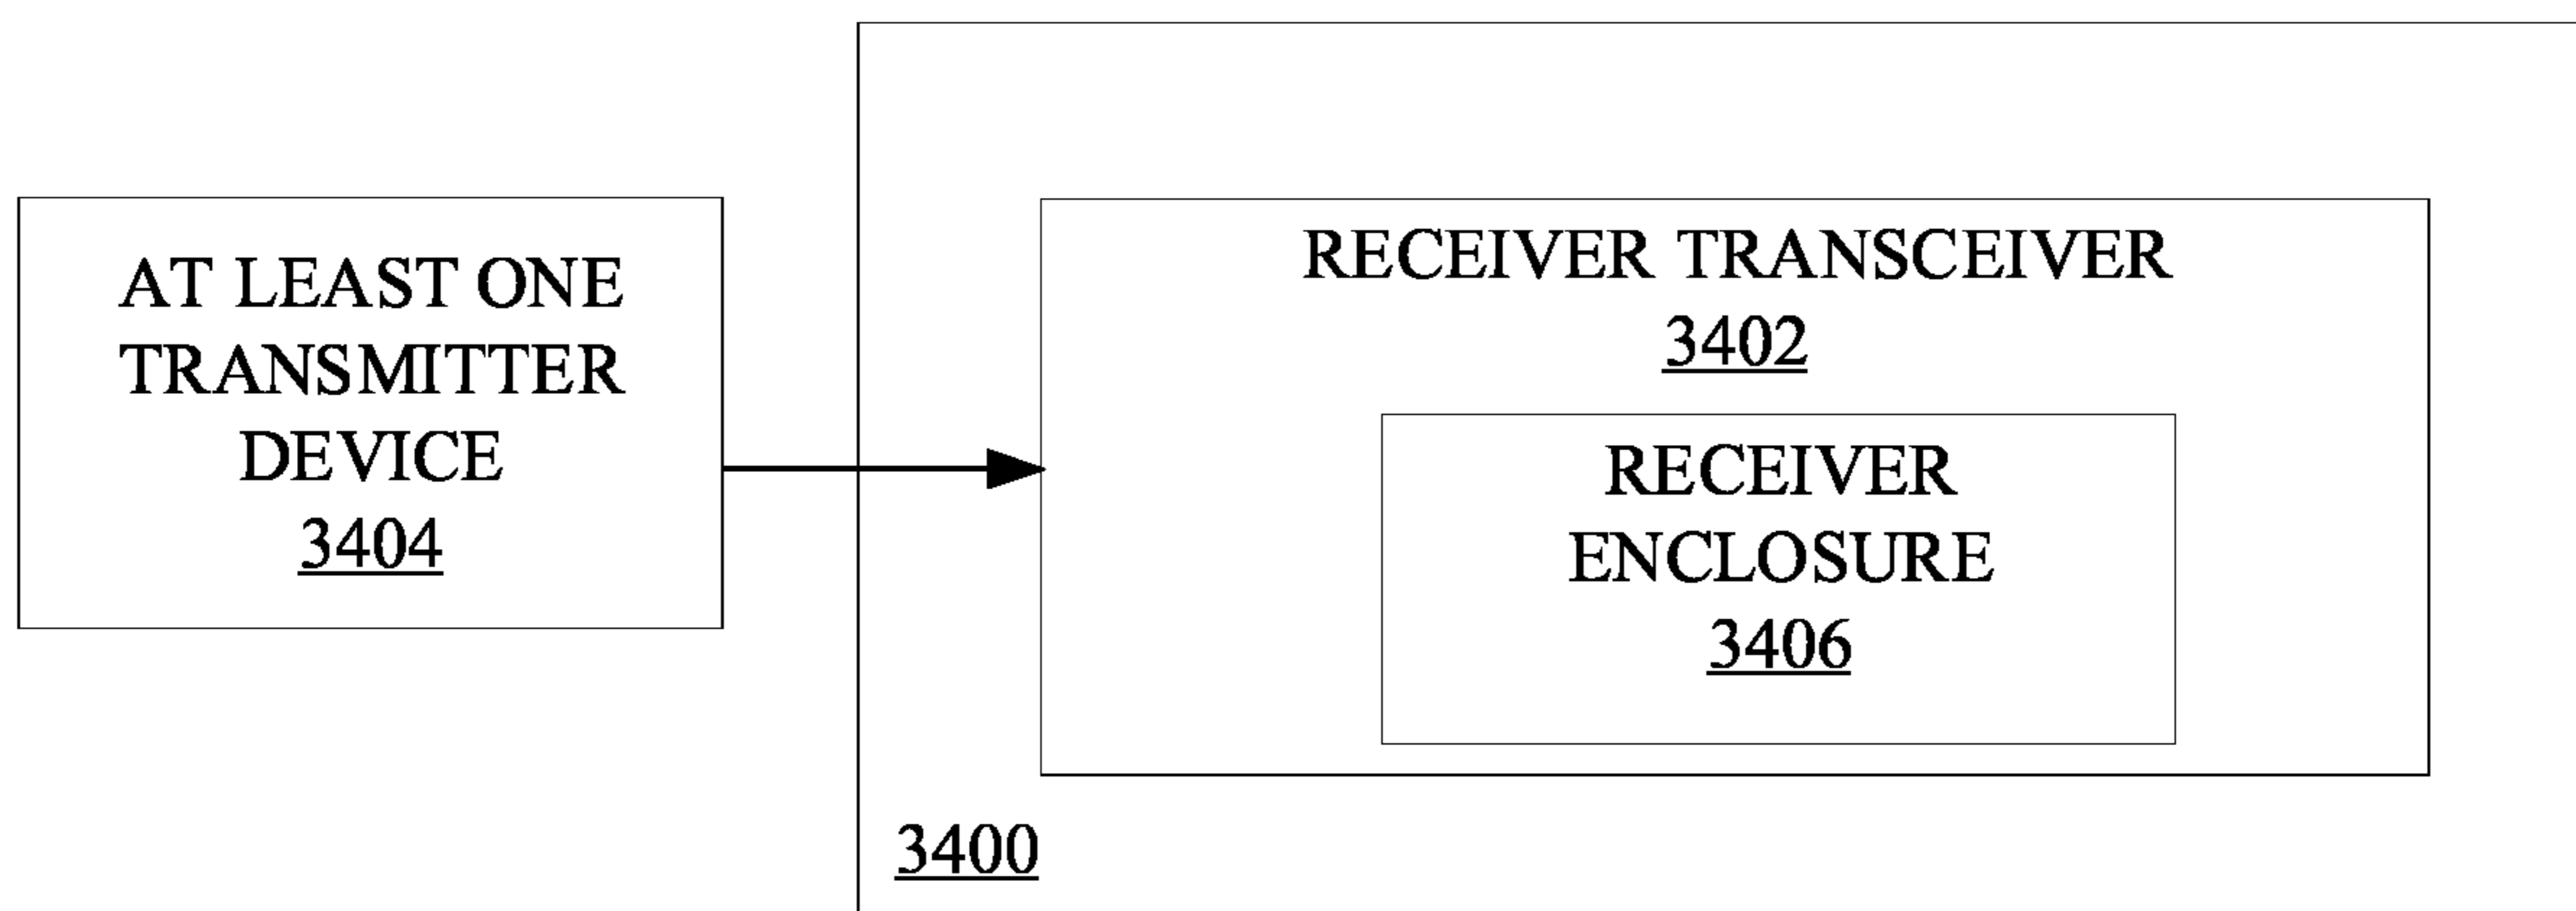 AT LEAST ONE
TRANSMITTER
DEVICE
3404
RECEIVER TRANSCEIVER
3402
RECEIVER
ENCLOSURE
3406
3400